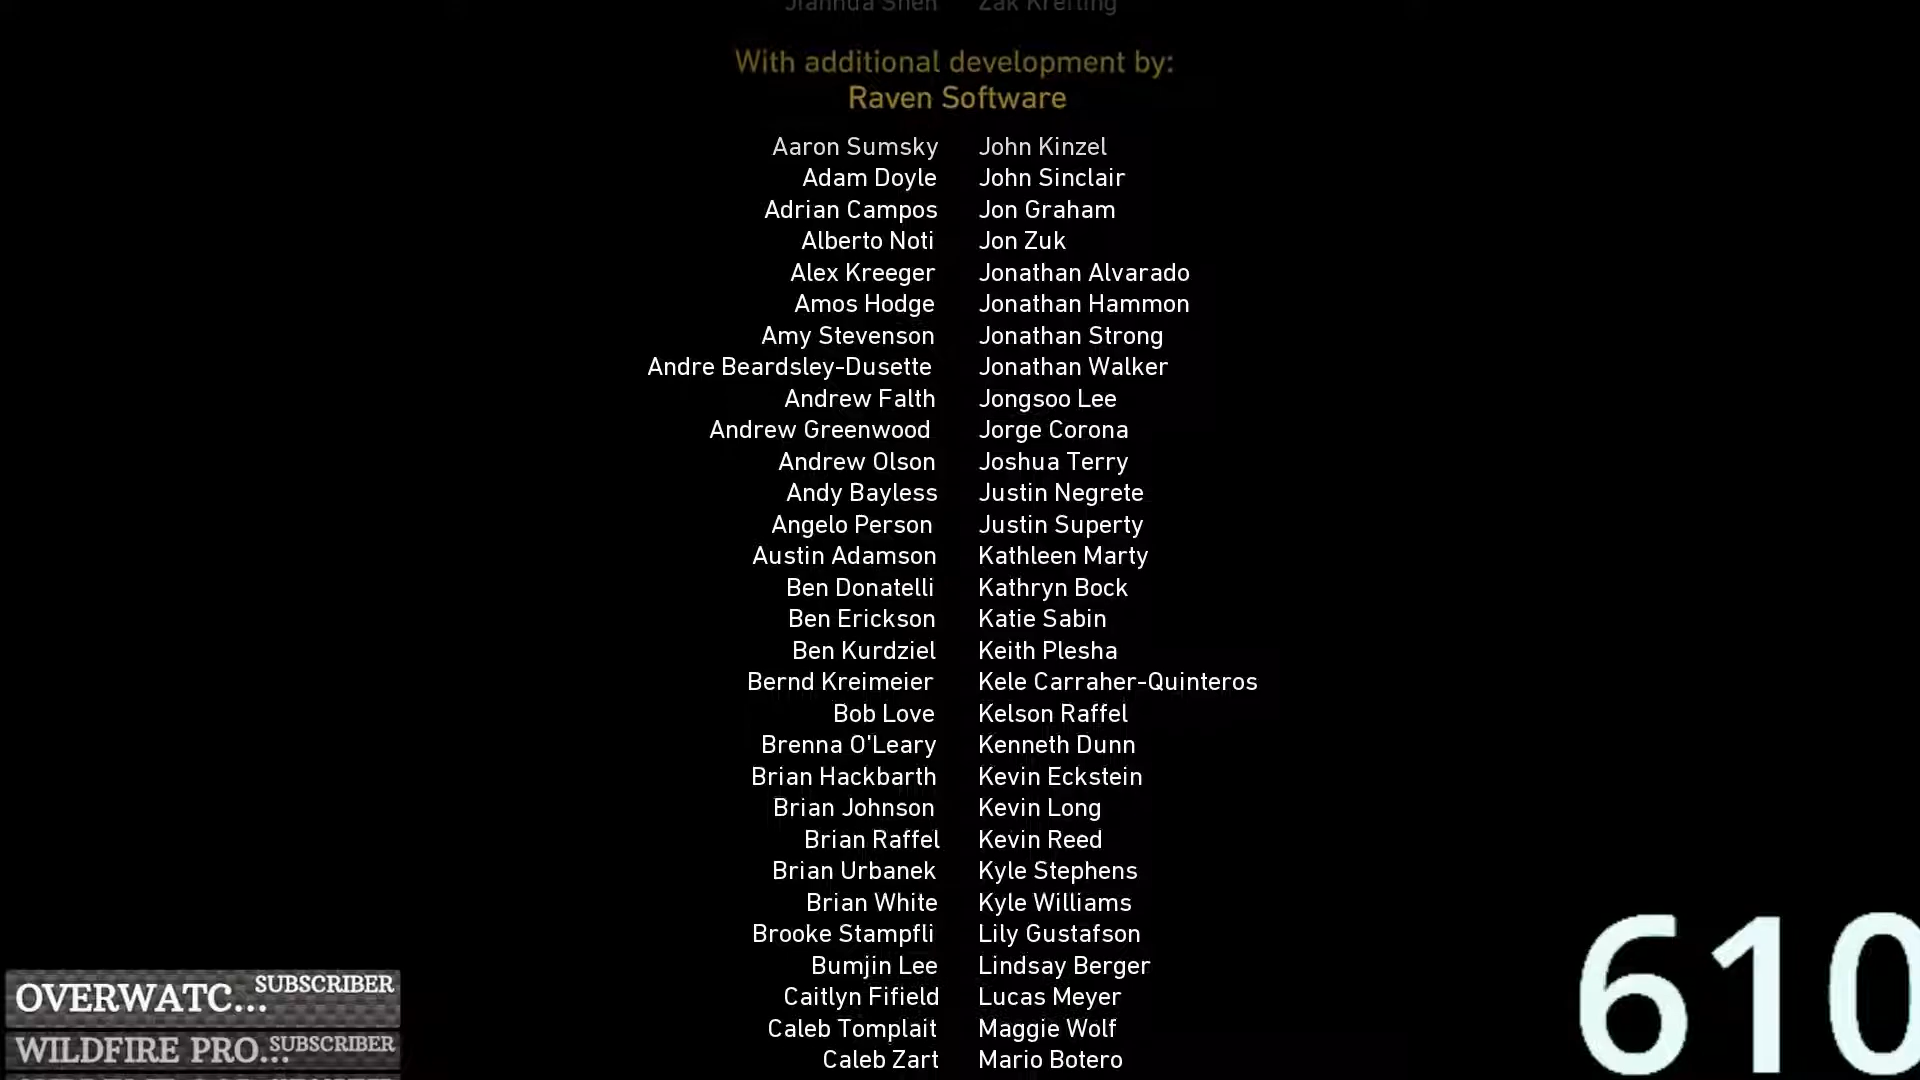 Jianhua Shen Zak Krefting
With additional development by:
Raven Software
Aaron Sumsky John Kinzel
Adam Doyle John Sinclair
Adrian Campos Jon Graham
Alberto Noti Jon Zuk
Alex Kreeger Jonathan Alvarado
Amos Hodge Jonathan Hammon
Amy Stevenson Jonathan Strong
Andre Beardsley-Dusette Jonathan Walker
Andrew Falth Jongsoo Lee
Andrew Greenwood Jorge Corona
Andrew Olson Joshua Terry
Andy Bayless Justin Negrete
Angelo Person Justin Superty
Austin Adamson Kathleen Marty
Ben Donatelli Kathryn Bock
Ben Erickson Katie Sabin
Ben Kurdziel Keith Plesha
Bernd Kreimeier Kele Carraher-Quinteros
Bob Love Kelson Raffel
Brenna O'Leary Kenneth Dunn
Brian Hackbarth Kevin Eckstein
Brian Johnson Kevin Long
Brian Raffel Kevin Reed
Brian Urbanek Kyle Stephens
Brian White Kyle Williams
Brooke Stampfli Lily Gustafson
Bumjin Lee Lindsay Berger
Caitlyn Fifield Lucas Meyer
Caleb Tomplait Maggie Wolf
Caleb Zart Mario Botero
OVERWATC... SUBSCRIBER
WILDFIRE PRO... SUBSCRIBER
610